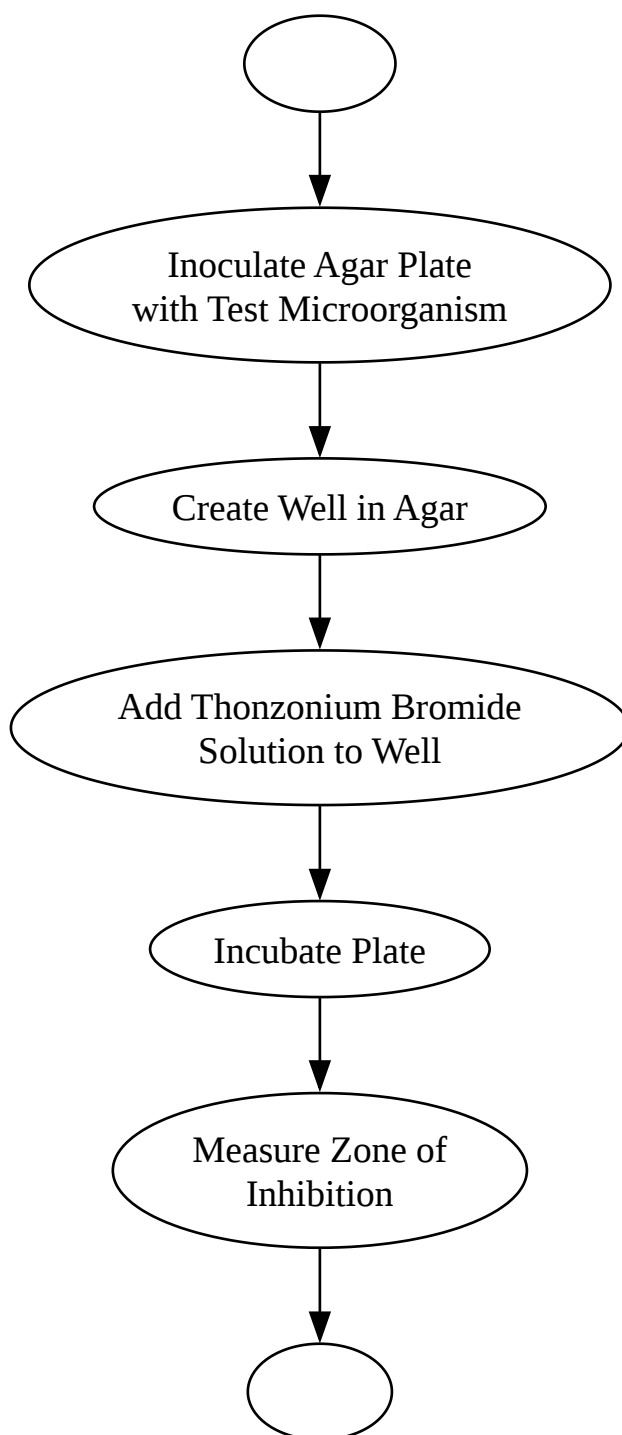 Inoculate Agar Plate
with Test Microorganism
Create Well in Agar
Add Thonzonium Bromide
Solution to Well
Incubate Plate
Measure Zone of
Inhibition